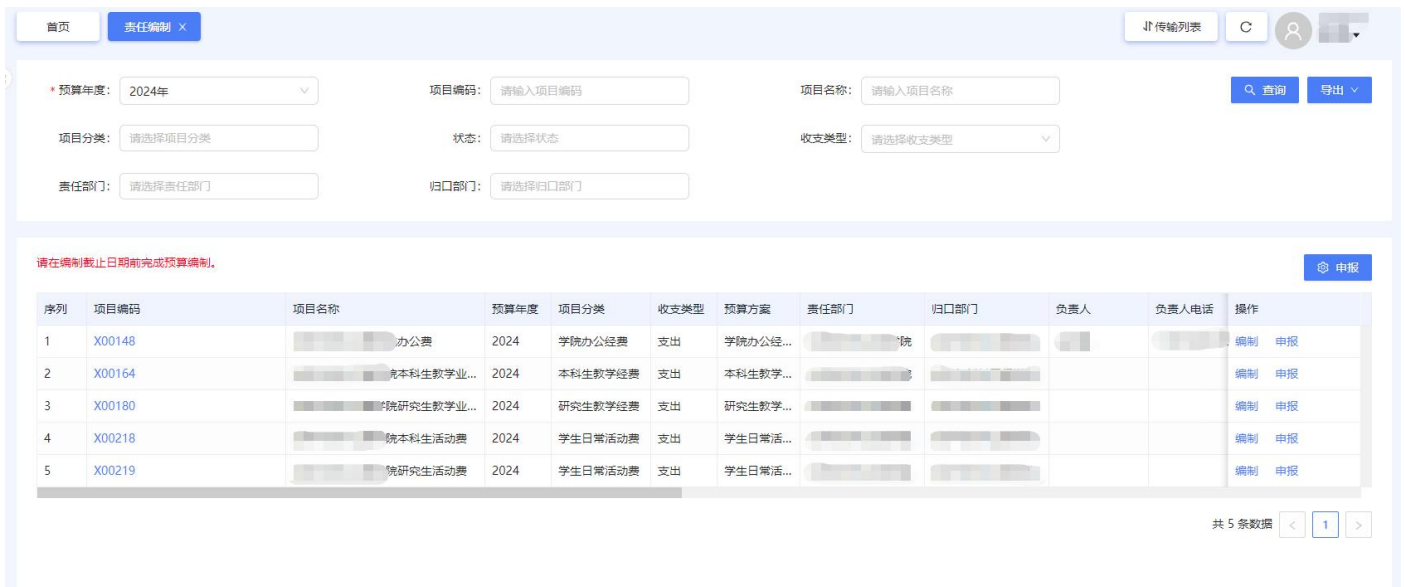 首页 责任编制 X 传输列表
* 预算年度: 2024年 项目编码: 请输入项目编码 项目名称: 请输入项目名称 查询 导出
项目分类: 请选择项目分类 状态: 请选择状态 收支类型: 请选择收支类型
责任部门: 请选择责任部门 归口部门: 请选择归口部门
请在编制截止日期前完成预算编制。 申报
序列 项目编码 项目名称 预算年度 项目分类 收支类型 预算方案 责任部门 归口部门 负责人 负责人电话 操作
1 X00148 办公费 2024 学院办公经费 支出 学院办公经... 院 编制 申报
2 X00164 院本科生教学业... 2024 本科生教学经费 支出 本科生教学... 编制 申报
3 X00180 学院研究生教学业... 2024 研究生教学经费 支出 研究生教学... 编制 申报
4 X00218 院本科生活动费 2024 学生日常活动费 支出 学生日常活... 编制 申报
5 X00219 院研究生活动费 2024 学生日常活动费 支出 学生日常活... 编制 申报
共 5 条数据 < 1 >